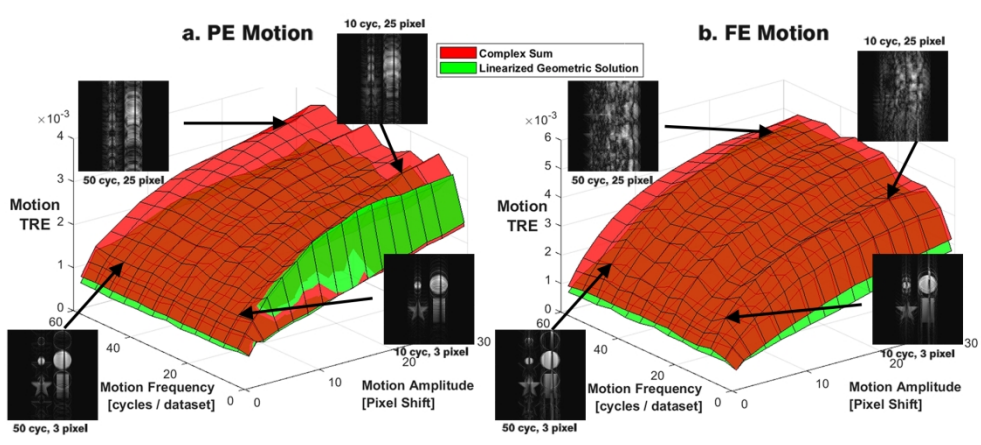 a. PE Motion
10 cyc, 25 pixel
Complex Sum
Linearized Geometric Solution
b. FE Motion
10 cyc, 25 pixel
×10⁻³
4
3
2
1
0
Motion
TRE
50 cyc, 25 pixel
10 cyc, 3 pixel
50 cyc, 3 pixel
60
40
20
0
Motion Frequency
[cycles / dataset]
0
10
20
30
Motion Amplitude
[Pixel Shift]
×10⁻³
6
5
4
3
2
1
0
Motion
TRE
50 cyc, 25 pixel
10 cyc, 3 pixel
50 cyc, 3 pixel
60
40
20
0
Motion Frequency
[cycles / dataset]
0
10
20
30
Motion Amplitude
[Pixel Shift]